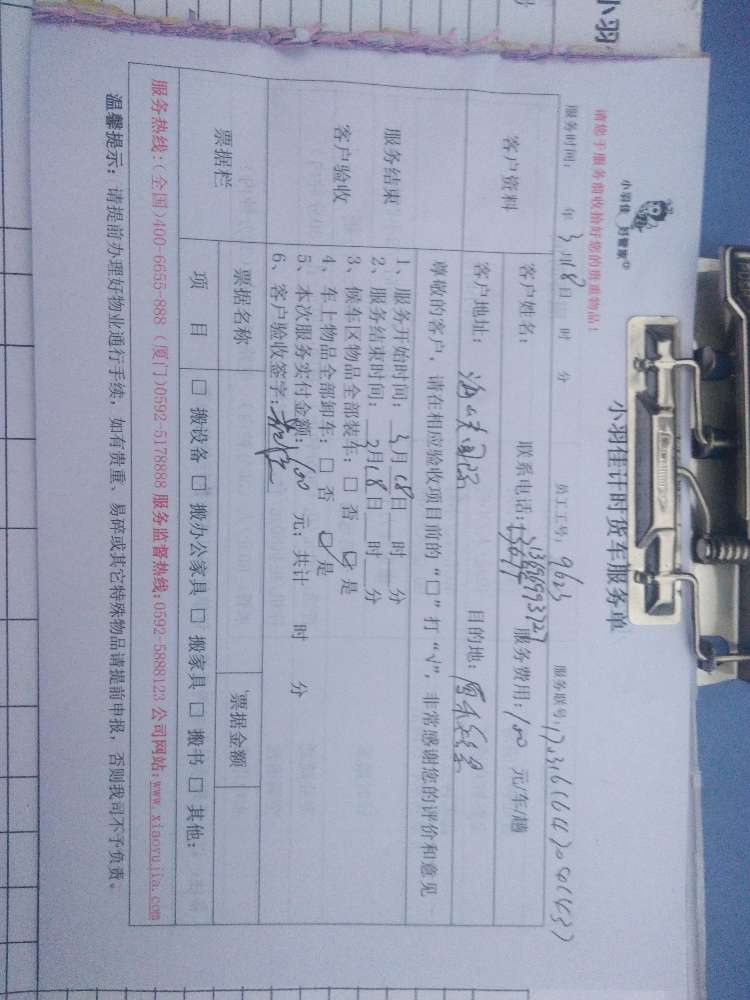 小羽
小羽佳 好管家
小羽佳计时货车服务单
请您于服务前收拾好您的贵重物品！
服务时间： 年 3月18日 时 分 员工工号：9623 服务联号：
客户资料
客户姓名： 联系电话： 服务费用：100 元/车/趟
客户地址： 目的地：
尊敬的客户，请在相应验收项目前的“□”打“√”，非常感谢您的评价和意见
服务结束
客户验收
1、服务开始时间：3月18日 时 分
2、服务结束时间：3月18日 时 分
3、候车区物品全部装车：□ 否 ☑ 是
4、车上物品全部卸车：□ 否 ☑ 是
5、本次服务实付金额：100 元；共计 时 分
6、客户验收签字：
票据栏
票据名称 票据金额
项 目 □ 搬设备 □ 搬办公家具 □ 搬家具 □ 搬书 □ 其他：
服务热线：(全国)400-6655-888 (厦门)0592-5178888 服务监督热线：0592-5888123 公司网站：www.xiaoyujia.com
温馨提示：请提前办理好物业通行手续，如有贵重、易碎或其它特殊物品请提前申报，否则我司不予负责。